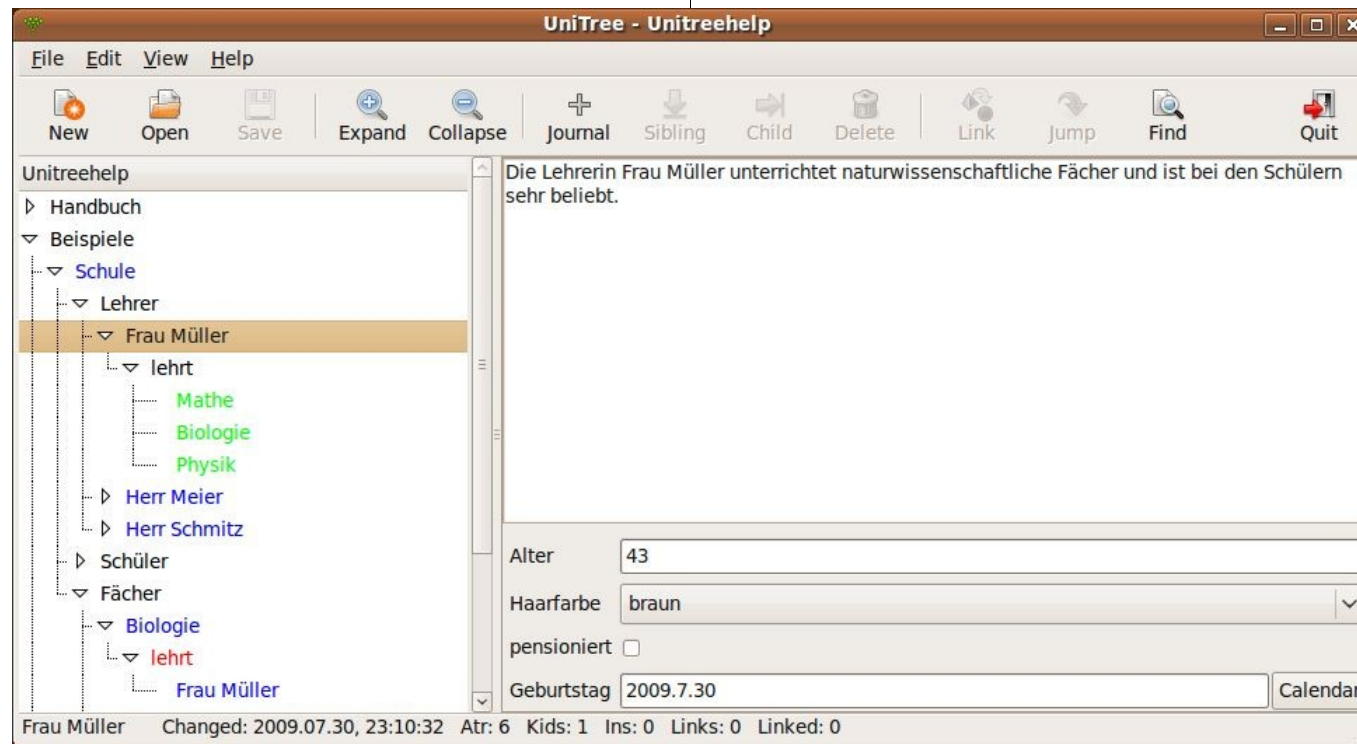 UniTree - Unitreehelp
File Edit View Help
New Open Save Expand Collapse Journal Sibling Child Delete Link Jump Find Quit
Unitreehelp
Handbuch
Beispiele
Schule
Lehrer
Frau Müller
lehrt
Mathe
Biologie
Physik
Herr Meier
Herr Schmitz
Schüler
Fächer
Biologie
lehrt
Frau Müller
Die Lehrerin Frau Müller unterrichtet naturwissenschaftliche Fächer und ist bei den Schülern
sehr beliebt.
Alter 43
Haarfarbe braun
pensioniert
Geburtstag 2009.7.30 Calendar
Frau Müller Changed: 2009.07.30, 23:10:32 Atr: 6 Kids: 1 Ins: 0 Links: 0 Linked: 0